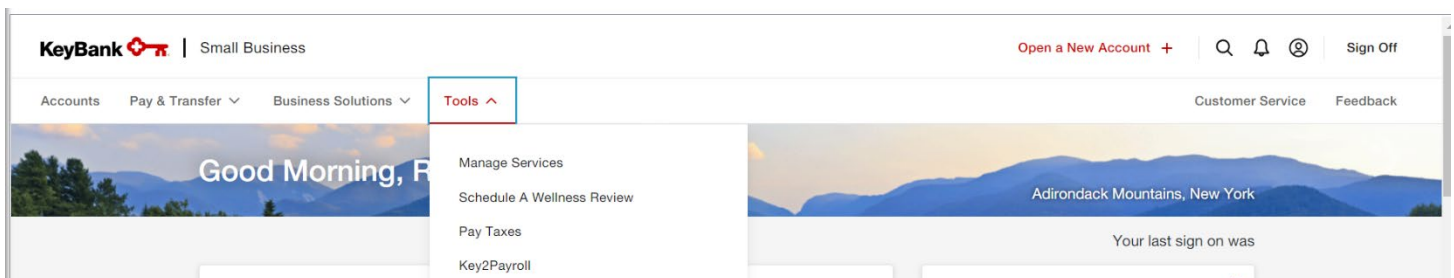 KeyBank | Small Business Open a New Account + Sign Off
Accounts Pay & Transfer Business Solutions Tools Customer Service Feedback
Good Morning, R
Manage Services
Schedule A Wellness Review
Adirondack Mountains, New York
Pay Taxes
Your last sign on was
Key2Payroll